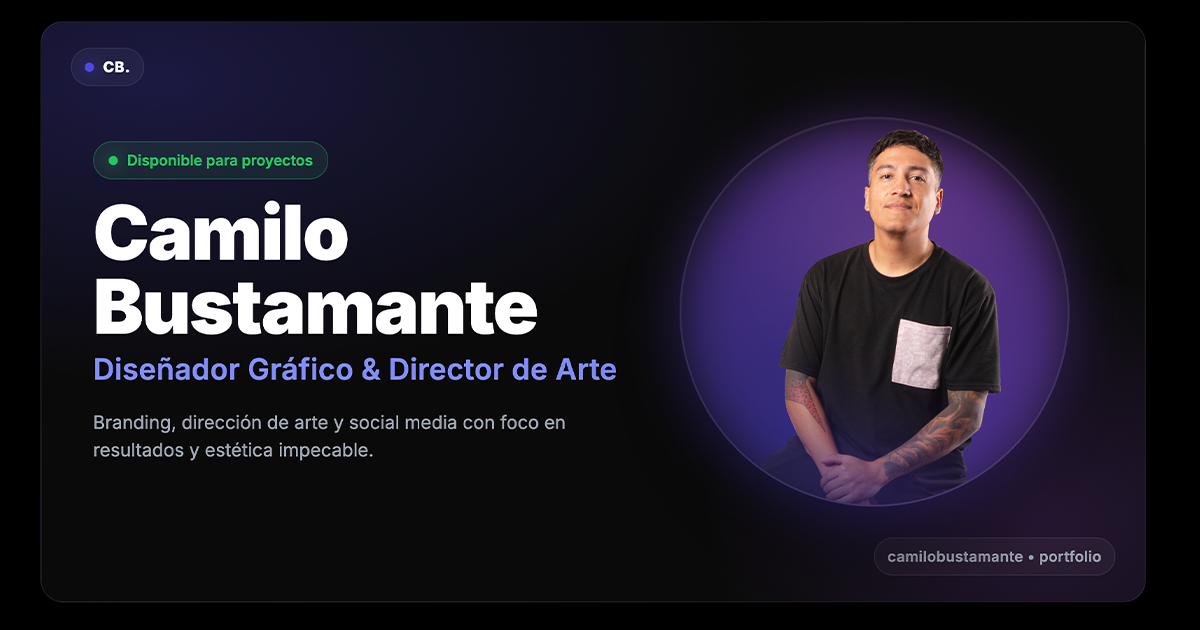 CB.
Disponible para proyectos
Camilo
Bustamante
Diseñador Gráfico & Director de Arte
Branding, dirección de arte y social media con foco en
resultados y estética impecable.
camilobustamante • portfolio